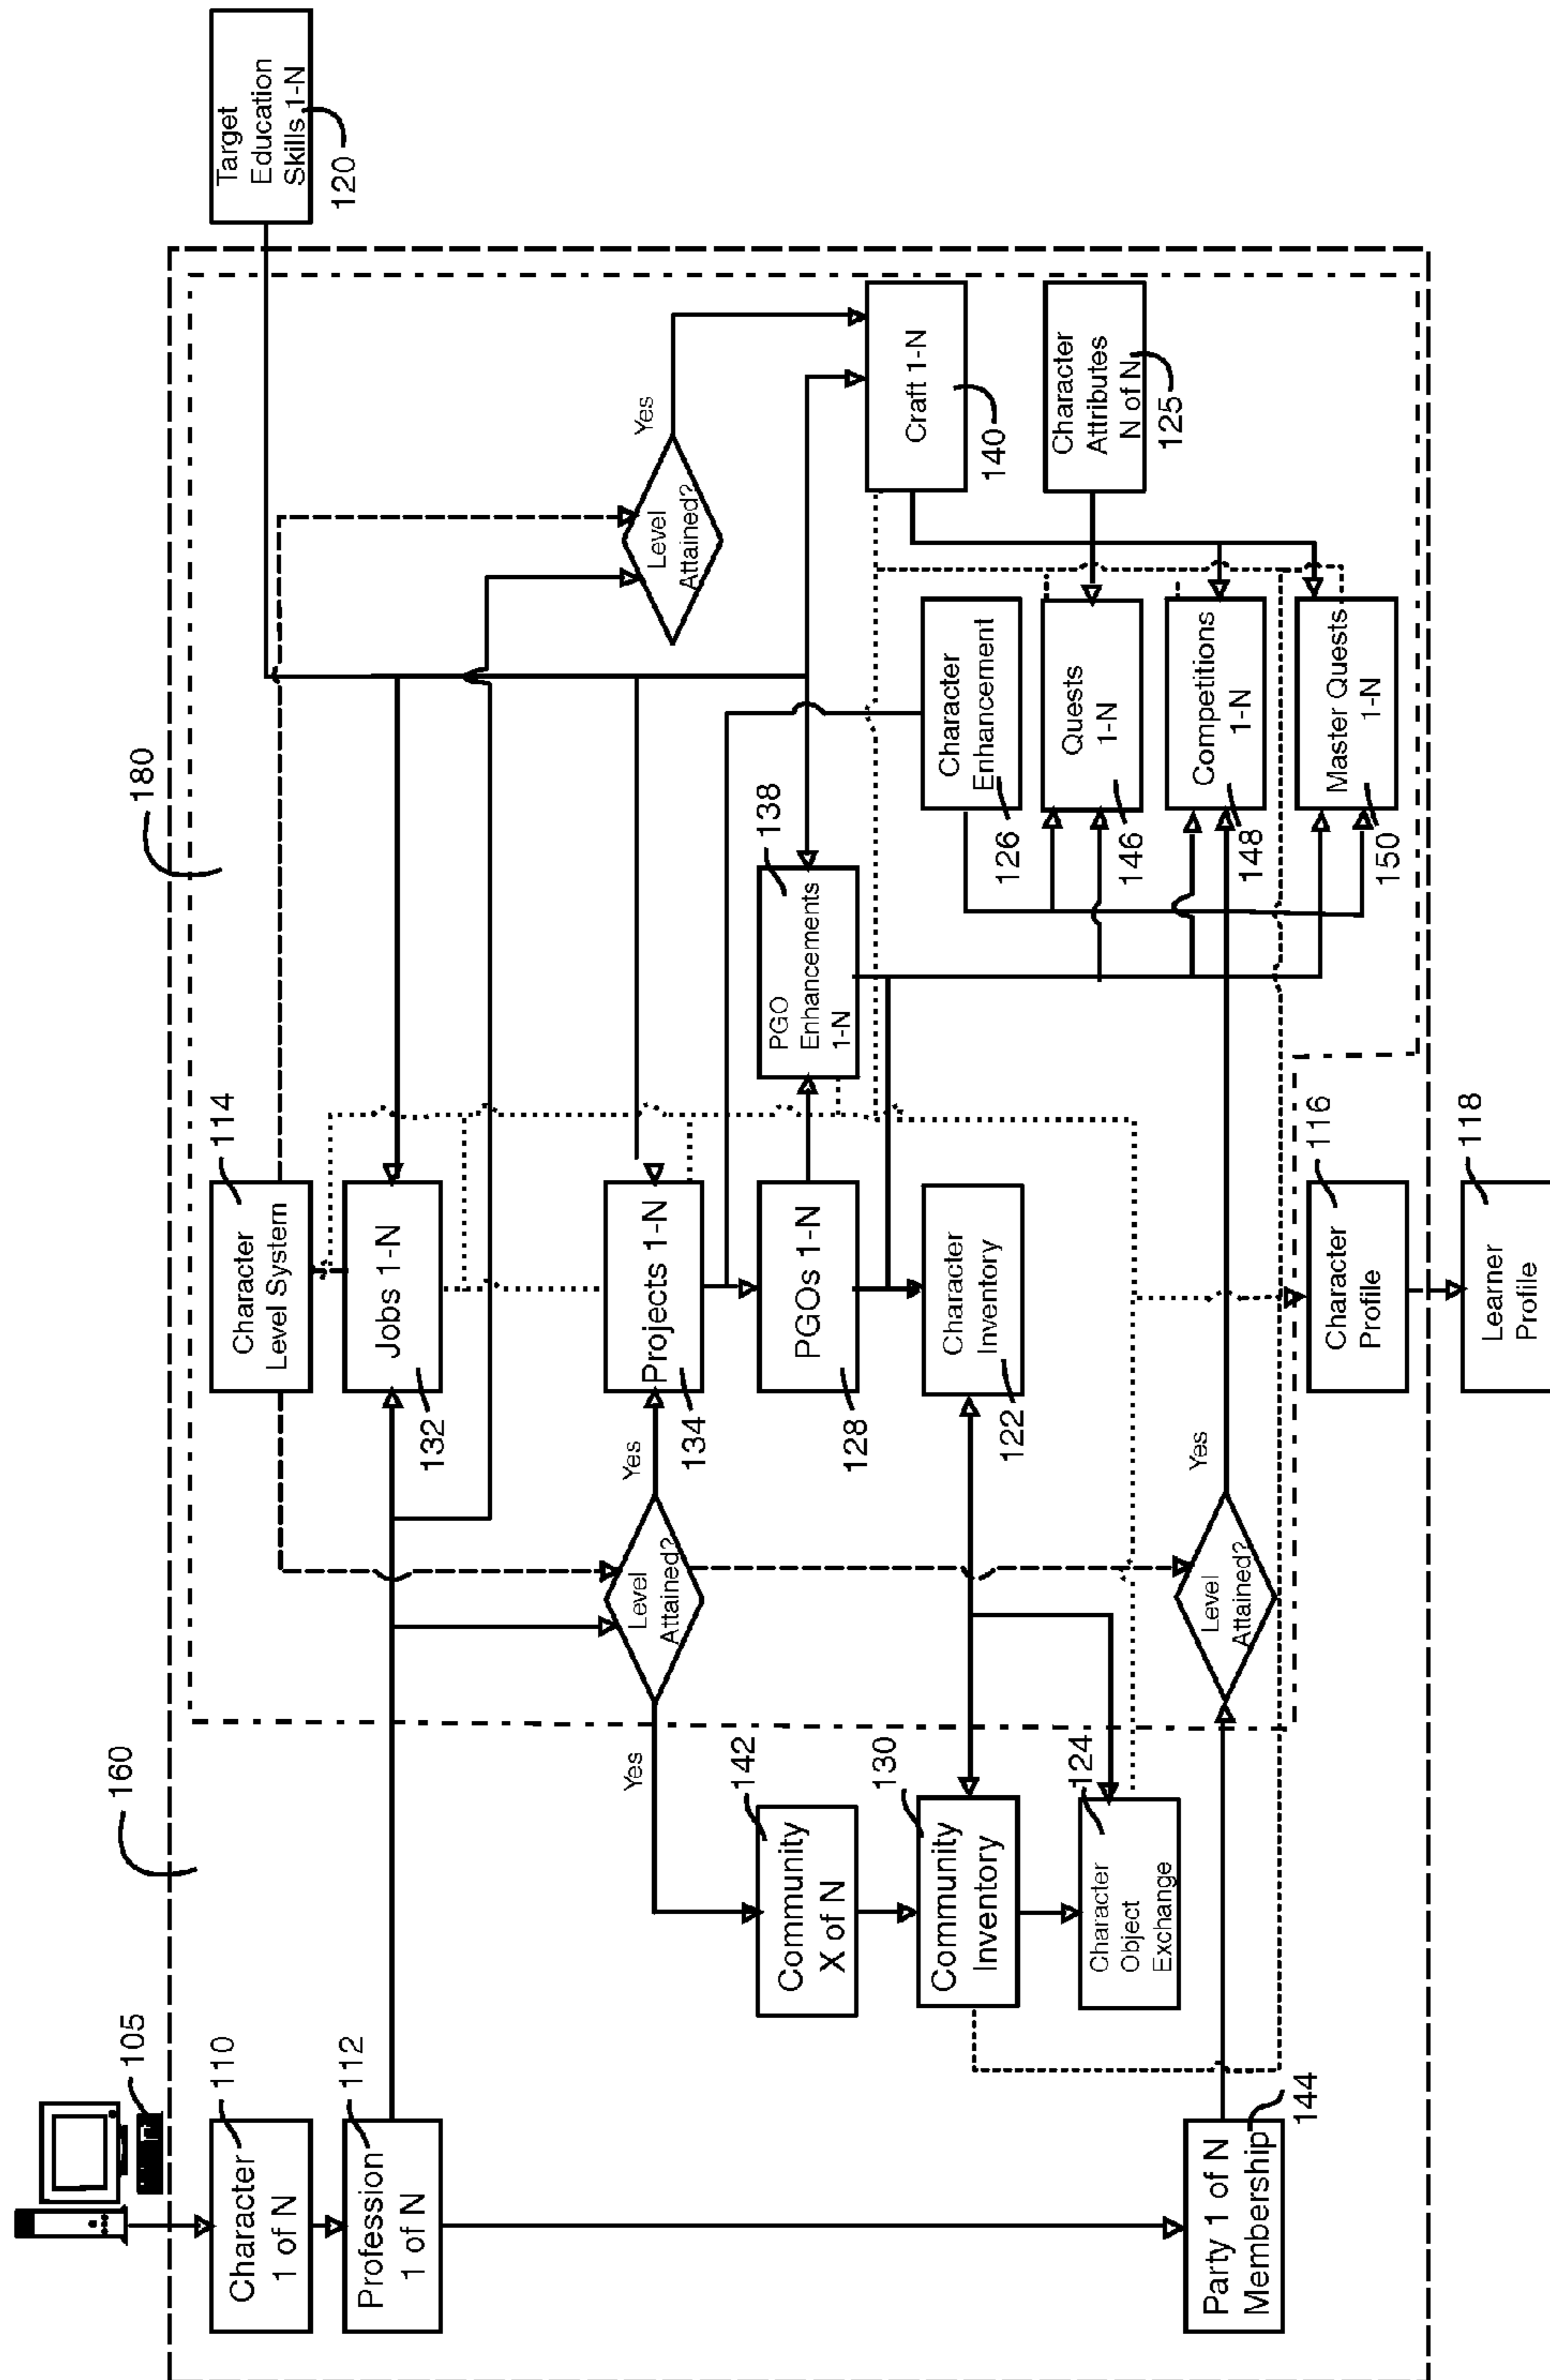 105
160
180
Target
Education
Skills 1-N
120
Character
1 of N
110
Profession
1 of N
112
Character
Level System
114
Jobs 1-N
132
Level
Attained?
Yes
Level
Attained?
Yes
Yes
Projects 1-N
134
PGOs 1-N
128
PGO
Enhancements
1-N
138
Craft 1-N
140
Community
X of N
142
Community
Inventory
130
Character
Object
Exchange
124
Character
Inventory
122
Character
Enhancement
126
Character
Attributes
N of N
125
Quests
1-N
146
Competitions
1-N
148
Master Quests
1-N
150
Party 1 of N
Membership
144
Level
Attained?
Yes
Character
Profile
116
Learner
Profile
118